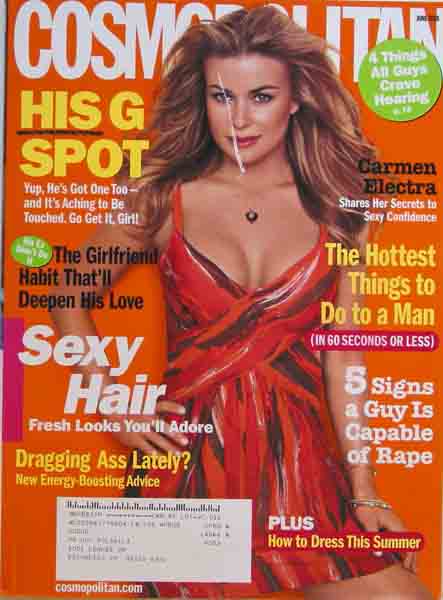 COSMOPOLITAN
4 Things
All Guys
Crave
Hearing
HIS G
SPOT
Yup, He's Got One Too—
and It's Aching to Be
Touched. Go Get It, Girl!
Carmen
Electra
Shares Her Secrets to
Sexy Confidence
The Girlfriend
Habit That'll
Deepen His Love
The Hottest
Things to
Do to a Man
(IN 60 SECONDS OR LESS)
Sexy
Hair
Fresh Looks You'll Adore
5 Signs
a Guy Is
Capable
of Rape
Dragging Ass Lately?
New Energy-Boosting Advice
PLUS
How to Dress This Summer
cosmopolitan.com